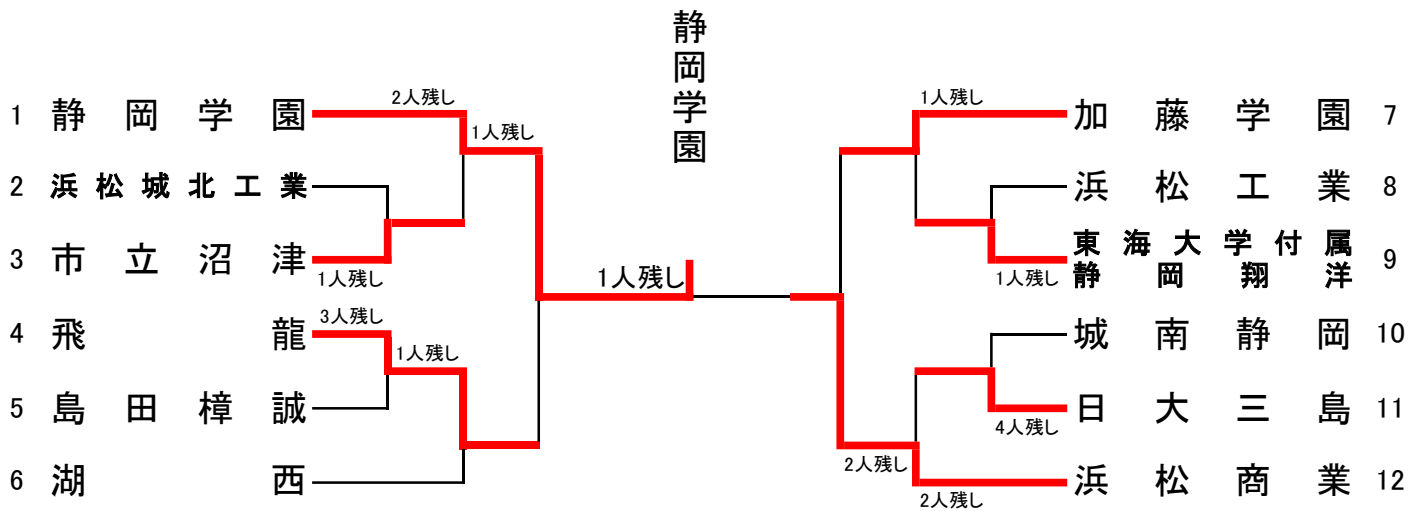 静岡学園
1 静岡学園
2 浜松城北工業
3 市立沼津
4 飛龍
5 島田樟誠
6 湖西
2人残し
1人残し
1人残し
3人残し
1人残し
1人残し
加藤学園 7
浜松工業 8
東海大学付属
静岡翔洋 9
城南静岡 10
日大三島 11
浜松商業 12
1人残し
1人残し
4人残し
2人残し
2人残し